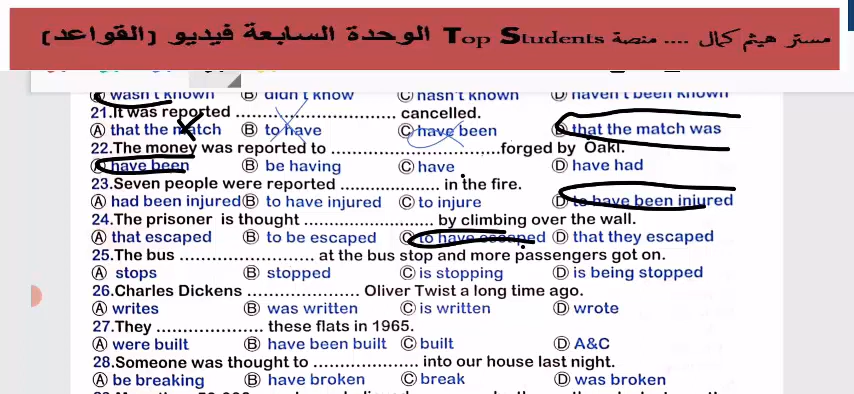 مستر هيثم كمال .... منصة Top Students الوحدة السابعة فيديو (القواعد)
Ⓐ wasn't known Ⓑ didn't know Ⓒ hasn't known Ⓓ haven't been known
21.It was reported .............................. cancelled.
Ⓐ that the match Ⓑ to have Ⓒ have been Ⓓ that the match was
22.The money was reported to ................................forged by Oakl.
Ⓐ have been Ⓑ be having Ⓒ have Ⓓ have had
23.Seven people were reported ................... in the fire.
Ⓐ had been injured Ⓑ to have injured Ⓒ to injure Ⓓ to have been injured
24.The prisoner is thought ......................... by climbing over the wall.
Ⓐ that escaped Ⓑ to be escaped Ⓒ to have escaped Ⓓ that they escaped
25.The bus .......................... at the bus stop and more passengers got on.
Ⓐ stops Ⓑ stopped Ⓒ is stopping Ⓓ is being stopped
26.Charles Dickens ..................... Oliver Twist a long time ago.
Ⓐ writes Ⓑ was written Ⓒ is written Ⓓ wrote
27.They .................... these flats in 1965.
Ⓐ were built Ⓑ have been built Ⓒ built Ⓓ A&C
28.Someone was thought to .................... into our house last night.
Ⓐ be breaking Ⓑ have broken Ⓒ break Ⓓ was broken